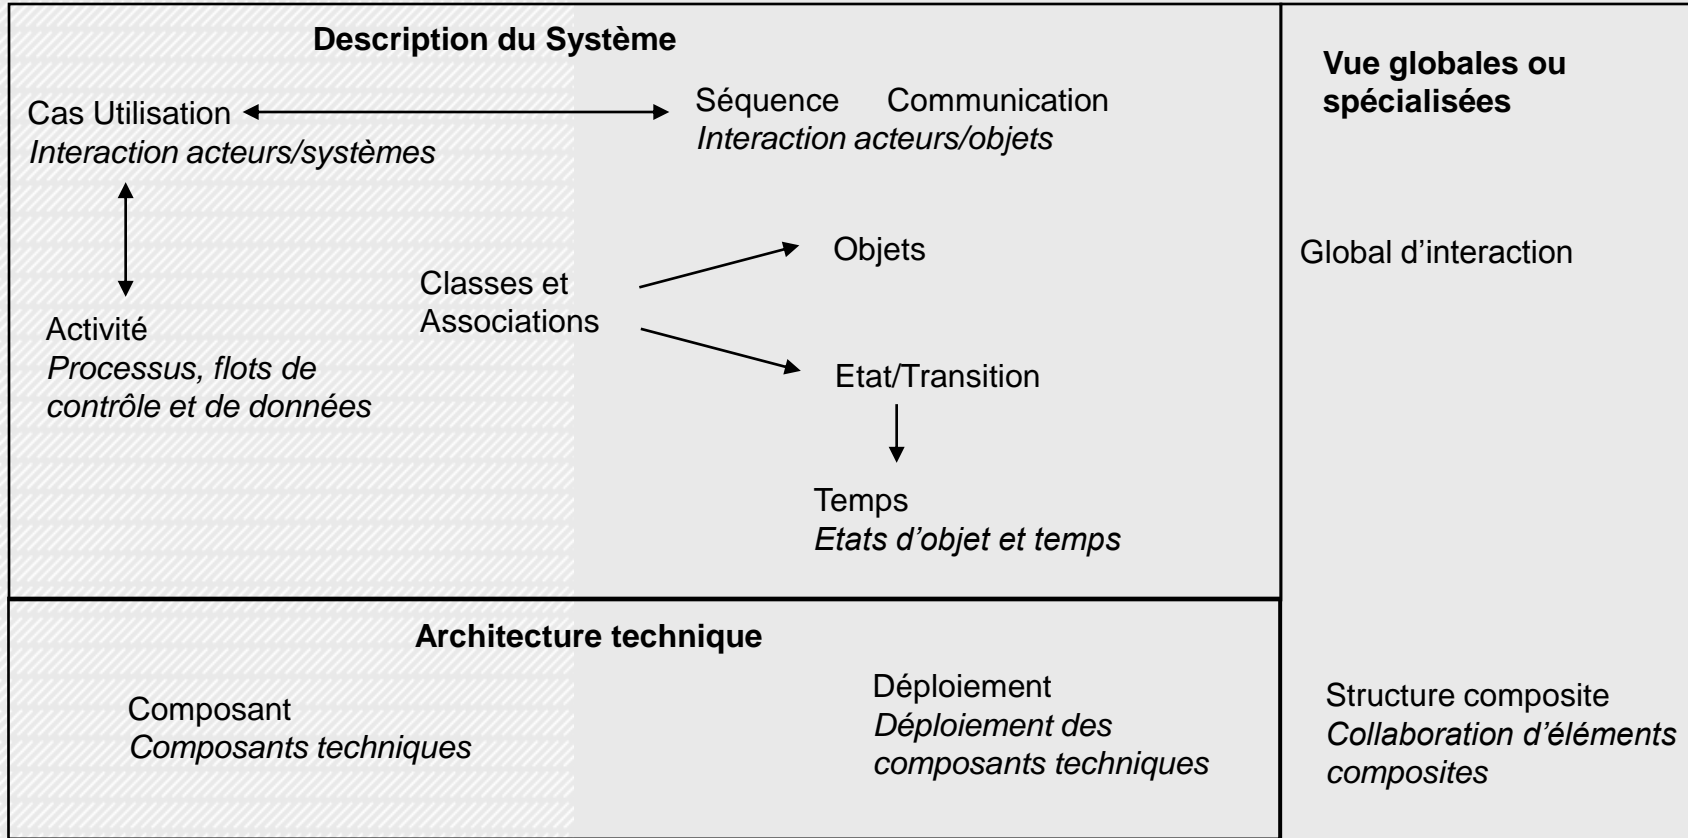 Description du Système
Cas Utilisation
Interaction acteurs/systèmes
Séquence Communication
Interaction acteurs/objets
Activité
Processus, flots de
contrôle et de données
Classes et
Associations
Objets
Etat/Transition
Temps
Etats d’objet et temps
Vue globales ou
spécialisées
Global d’interaction
Architecture technique
Composant
Composants techniques
Déploiement
Déploiement des
composants techniques
Structure composite
Collaboration d’éléments
composites